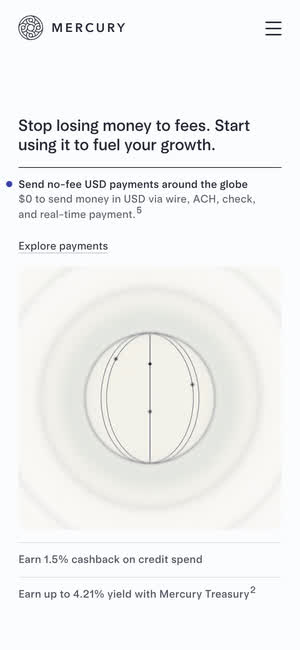 MERCURY
Stop losing money to fees. Start
using it to fuel your growth.
Send no-fee USD payments around the globe
$0 to send money in USD via wire, ACH, check,
and real-time payment.5
Explore payments
Earn 1.5% cashback on credit spend
Earn up to 4.21% yield with Mercury Treasury2